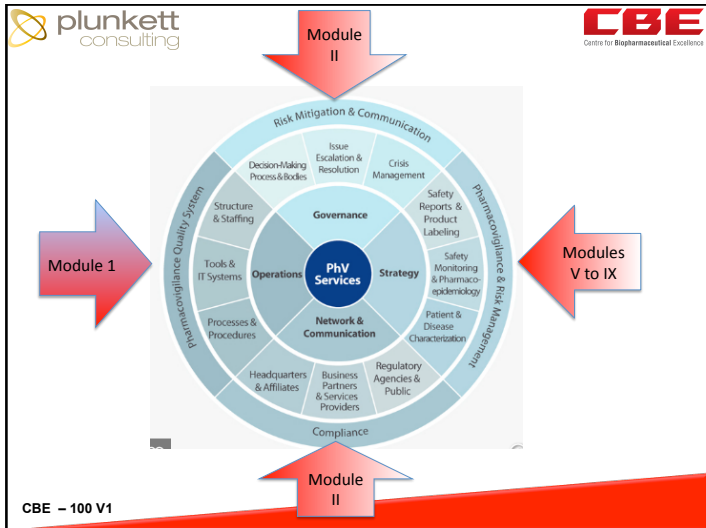 plunkett
consulting
CBE
Centre for Biopharmaceutical Excellence
Module
II
Risk Mitigation & Communication
Decision-Making
Process & Bodies
Issue
Escalation &
Resolution
Crisis
Management
Pharmacovigilance Quality System
Structure
& Staffing
Governance
Safety
Reports &
Product
Labeling
Pharmacovigilance & Risk Management
Module 1
Tools &
IT Systems
Operations
PhV
Services
Strategy
Safety
Monitoring
& Pharmaco-
epidemiology
Modules
V to IX
Processes &
Procedures
Network &
Communication
Patient &
Disease
Characterization
Headquarters
& Affiliates
Business
Partners
& Services
Providers
Regulatory
Agencies &
Public
Compliance
Module
II
CBE – 100 V1